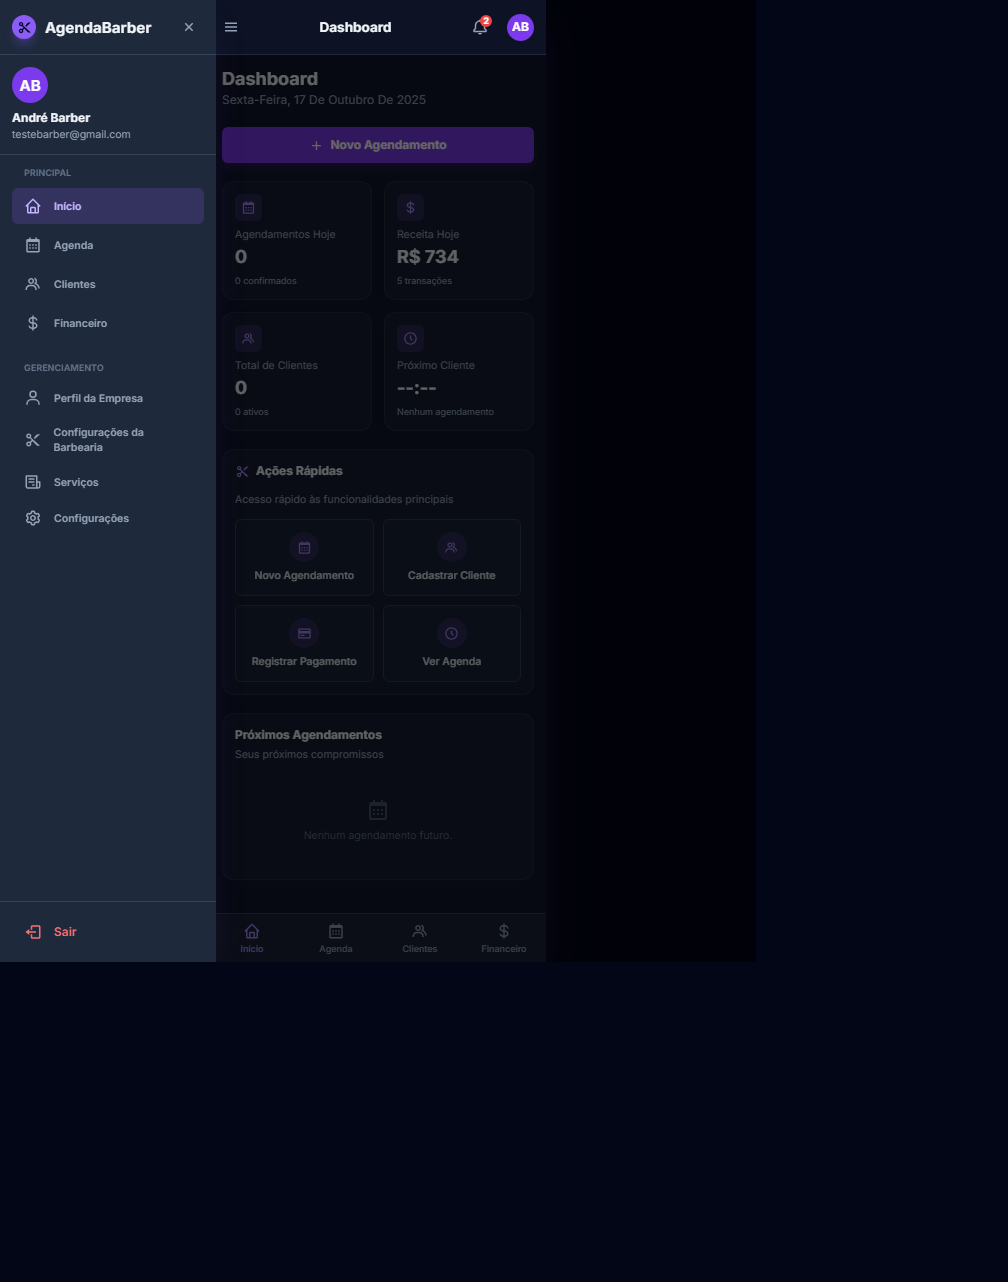 AgendaBarber
AB
André Barber
testebarber@gmail.com
PRINCIPAL
Início
Agenda
Clientes
Financeiro
GERENCIAMENTO
Perfil da Empresa
Configurações da
Barbearia
Serviços
Configurações
Sair
Dashboard
2
AB
Dashboard
Sexta-Feira, 17 De Outubro De 2025
+ Novo Agendamento
Agendamentos Hoje
0
0 confirmados
Receita Hoje
R$ 734
5 transações
Total de Clientes
0
0 ativos
Próximo Cliente
--:--
Nenhum agendamento
Ações Rápidas
Acesso rápido às funcionalidades principais
Novo Agendamento
Cadastrar Cliente
Registrar Pagamento
Ver Agenda
Próximos Agendamentos
Seus próximos compromissos
Nenhum agendamento futuro.
Início
Agenda
Clientes
Financeiro